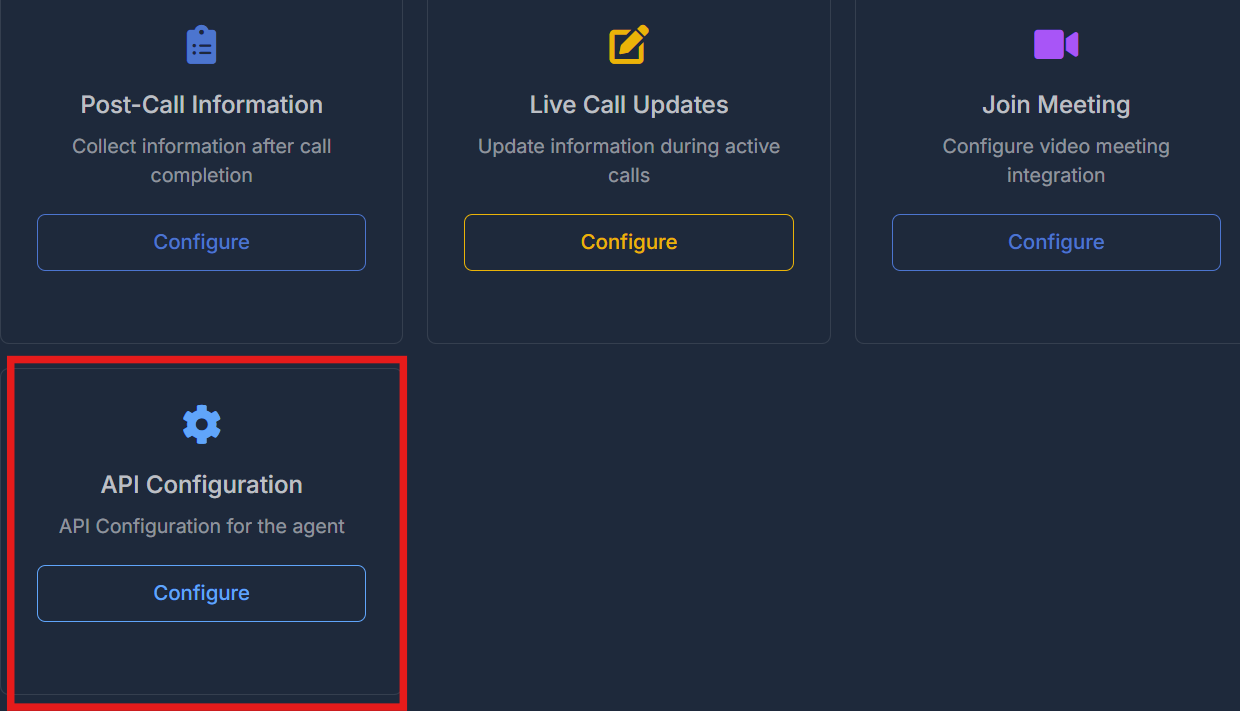 Post-Call Information
Collect information after call
completion
Configure
Live Call Updates
Update information during active
calls
Configure
Join Meeting
Configure video meeting
integration
Configure
API Configuration
API Configuration for the agent
Configure